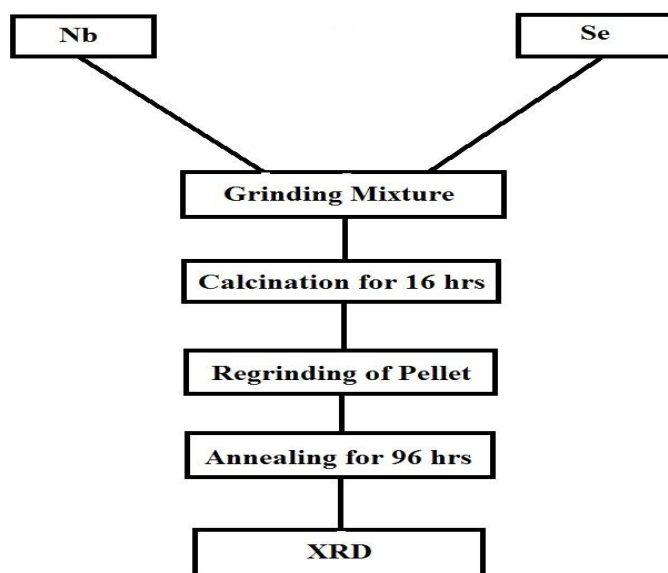 Nb
Se
Grinding Mixture
Calcination for 16 hrs
Regrinding of Pellet
Annealing for 96 hrs
XRD